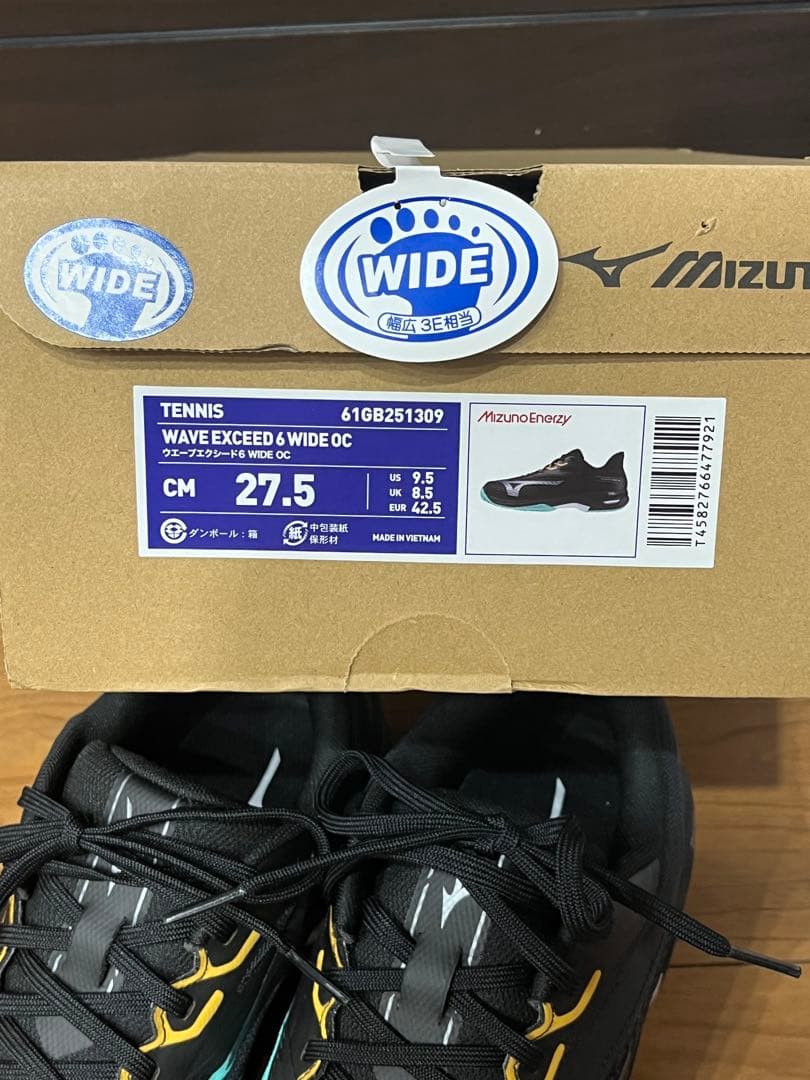 WIDE
WIDE
幅広 3E相当
MIZUN
TENNIS 61GB251309
WAVE EXCEED 6 WIDE OC
ウエーブエクシード6 WIDE OC
CM 27.5
US 9.5
UK 8.5
EUR 42.5
ダンボール：箱
紙
中包装紙
保形材
MADE IN VIETNAM
MizunoEnerzy
T4582766477921